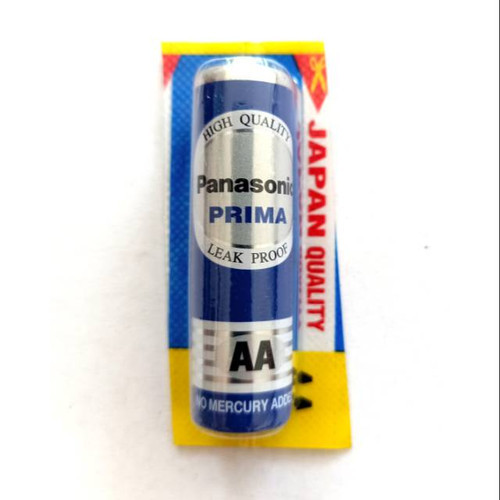 HIGH QUALITY
Panasonic
PRIMA
LEAK PROOF
AA
NO MERCURY ADDED
JAPAN QUALITY